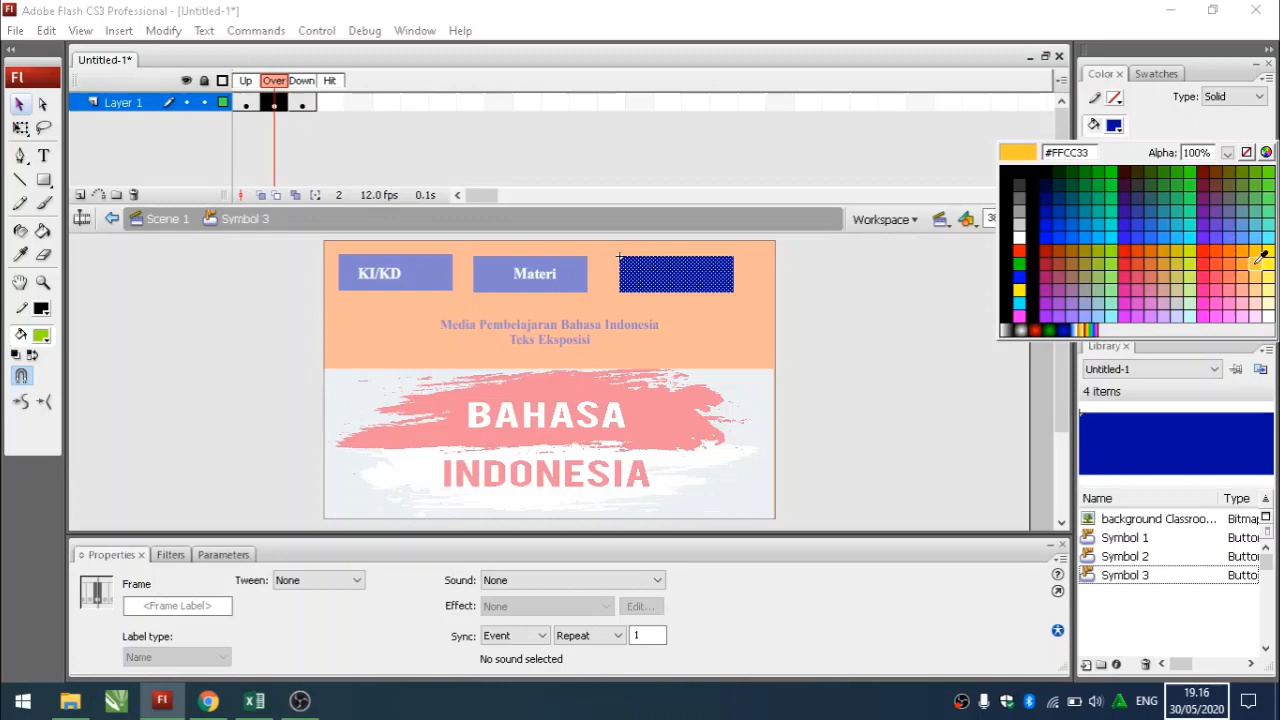 Adobe Flash CS3 Professional - [Untitled-1*]
File Edit View Insert Modify Text Commands Control Debug Window Help
Fl
Untitled-1*
Up Over Down Hit
Layer 1
2 12.0 fps 0.1s
Scene 1 Symbol 3 Workspace
KI/KD Materi
Media Pembelajaran Bahasa Indonesia
Teks Eksposisi
BAHASA
INDONESIA
Color Swatches
Type: Solid
#FFCC33 Alpha: 100%
Library
Untitled-1
4 items
Name Type
background Classroo... Bitmap
Symbol 1 Butto
Symbol 2 Butto
Symbol 3 Butto
Properties Filters Parameters
Frame Tween: None Sound: None
<Frame Label> Effect: None Edit...
Label type: Sync: Event Repeat 1
Name No sound selected
Fl ENG 19.16
30/05/2020